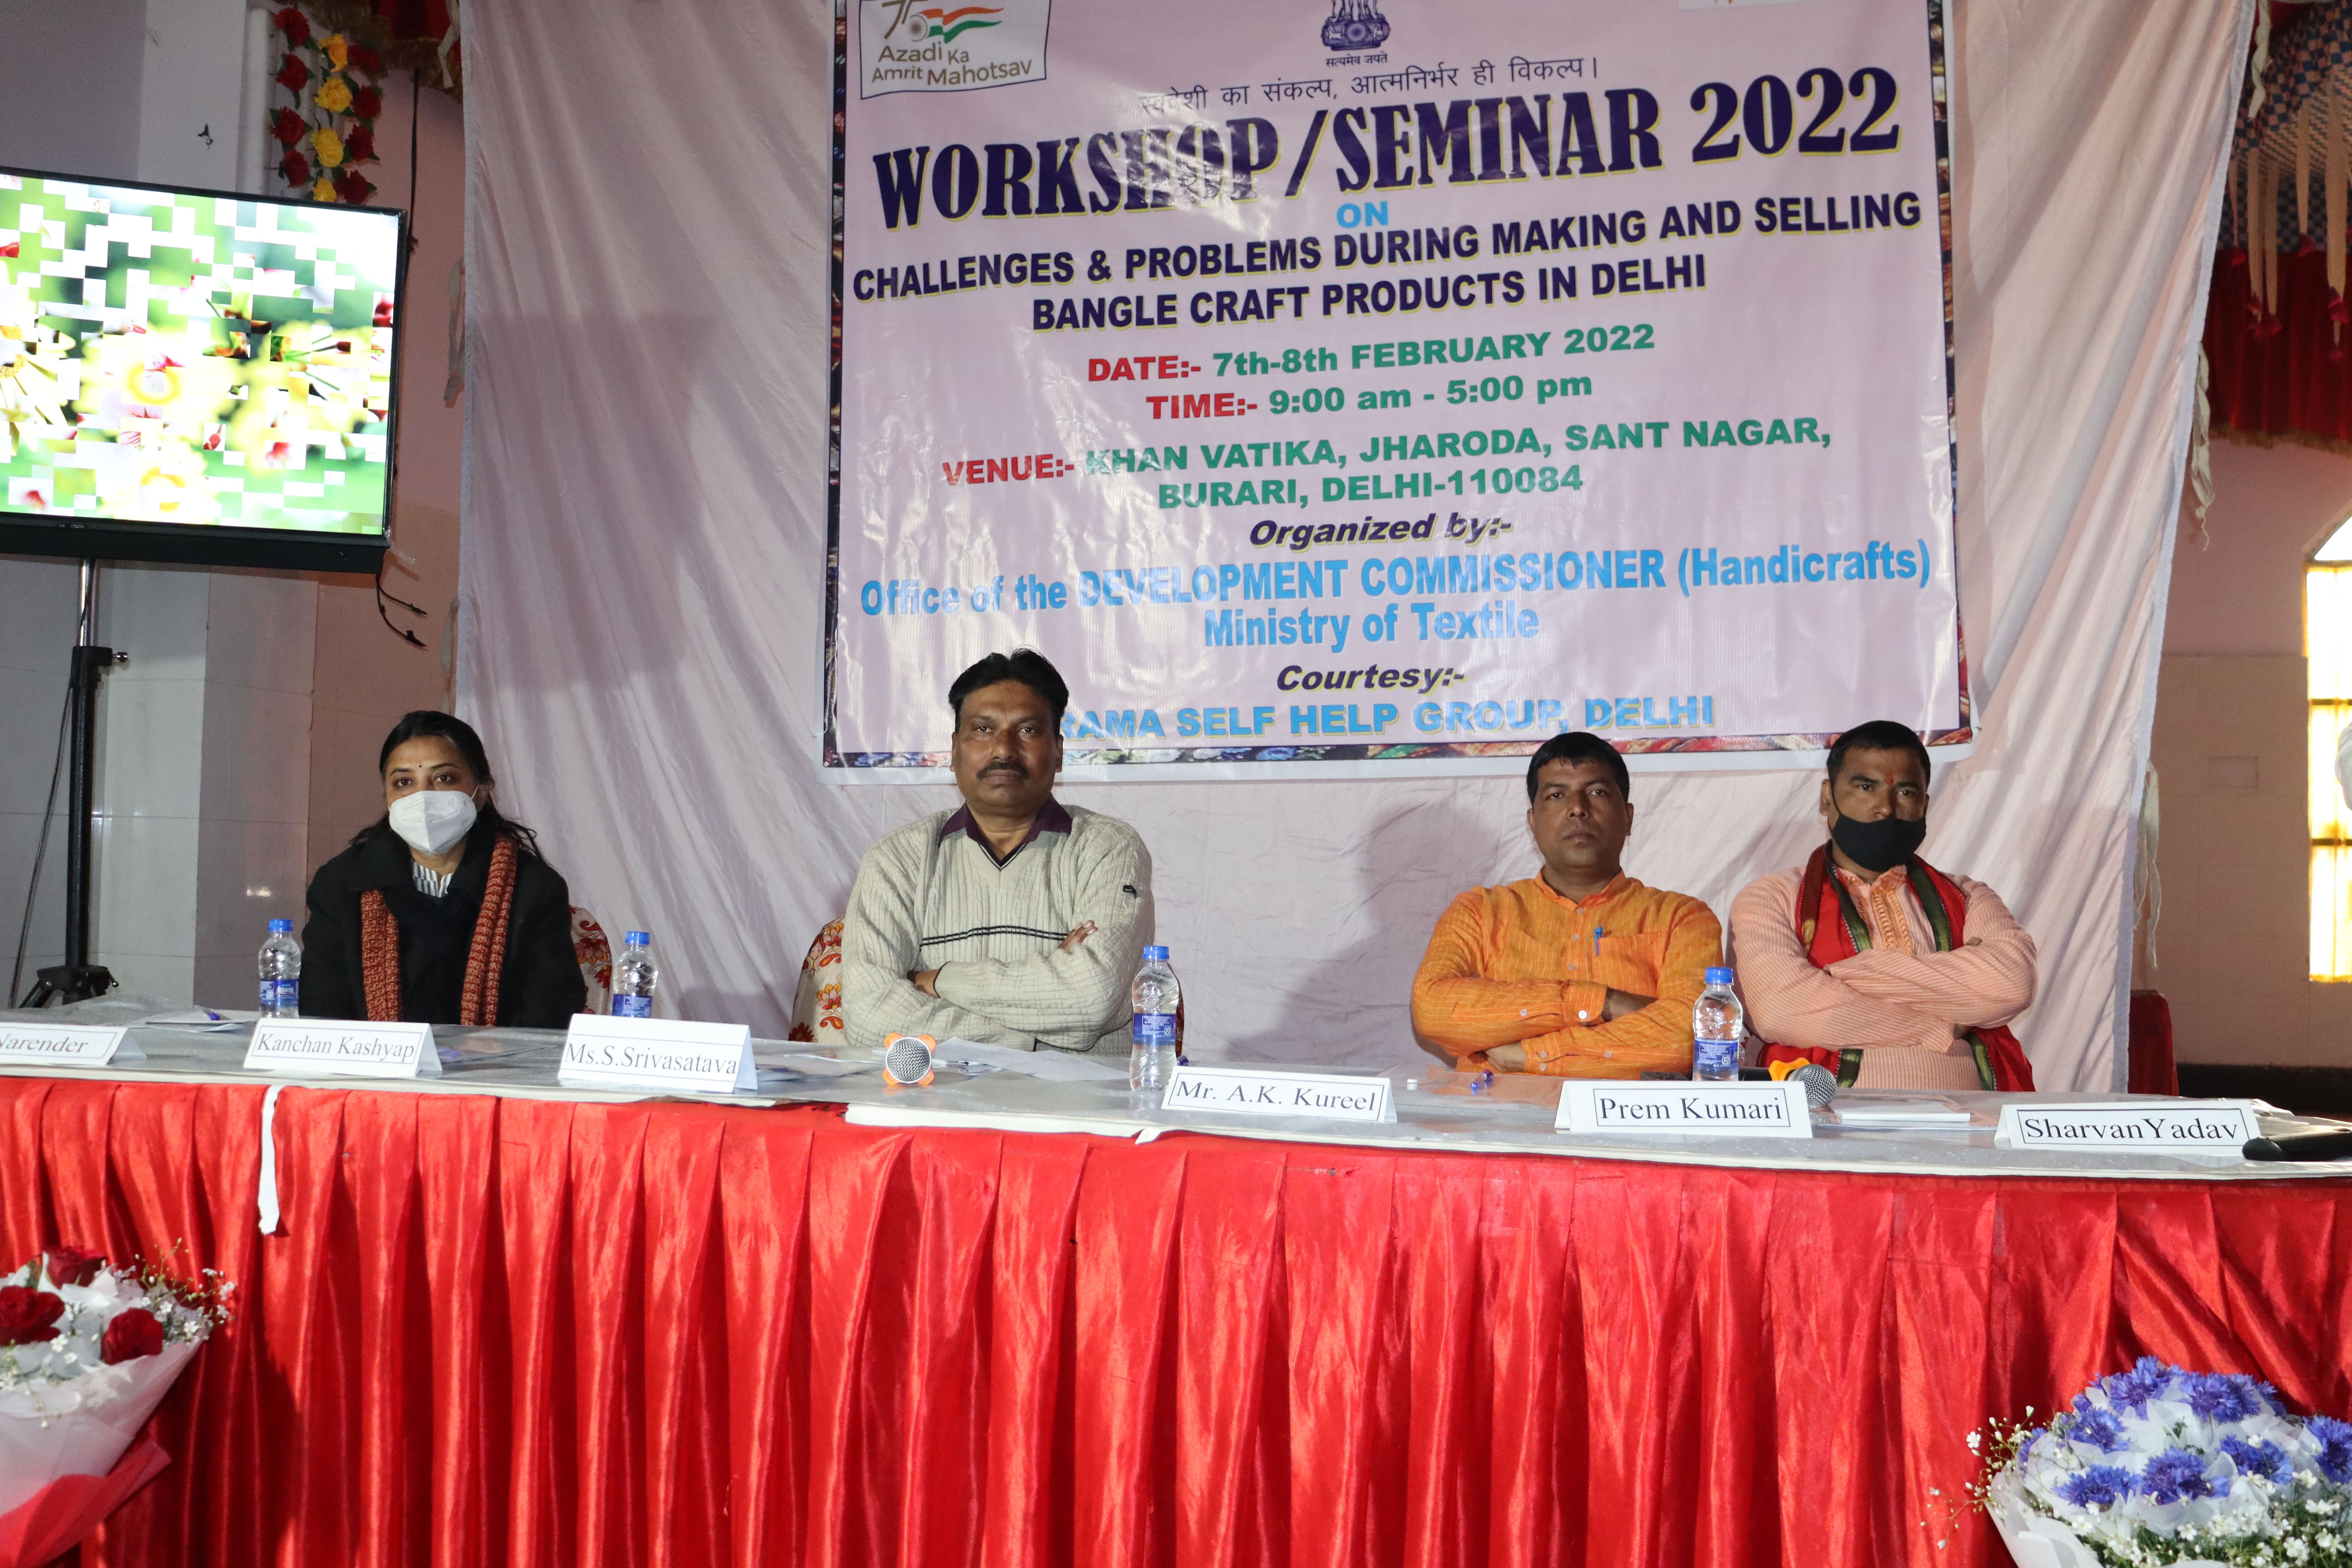 75
Azadi Ka
Amrit Mahotsav
सत्यमेव जयते
स्वदेशी का संकल्प, आत्मनिर्भर ही विकल्प।
WORKSHOP/SEMINAR 2022
ON
CHALLENGES & PROBLEMS DURING MAKING AND SELLING
BANGLE CRAFT PRODUCTS IN DELHI
DATE:- 7th-8th FEBRUARY 2022
TIME:- 9:00 am - 5:00 pm
VENUE:- KHAN VATIKA, JHARODA, SANT NAGAR,
BURARI, DELHI-110084
Organized by:-
Office of the DEVELOPMENT COMMISSIONER (Handicrafts)
Ministry of Textile
Courtesy:-
RAMA SELF HELP GROUP, DELHI
Narender
Kanchan Kashyap
Ms.S.Srivasatava
Mr. A.K. Kureel
Prem Kumari
SharvanYadav